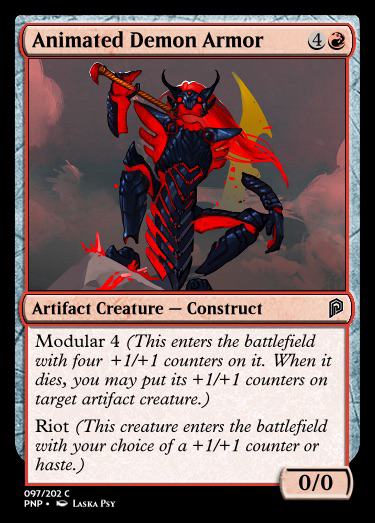 Animated Demon Armor 4
Artifact Creature — Construct
Modular 4 (This enters the battlefield
with four +1/+1 counters on it. When it
dies, you may put its +1/+1 counters on
target artifact creature.)
Riot (This creature enters the battlefield
with your choice of a +1/+1 counter or
haste.)
0/0
097/202 C
PNP • Laska Psy